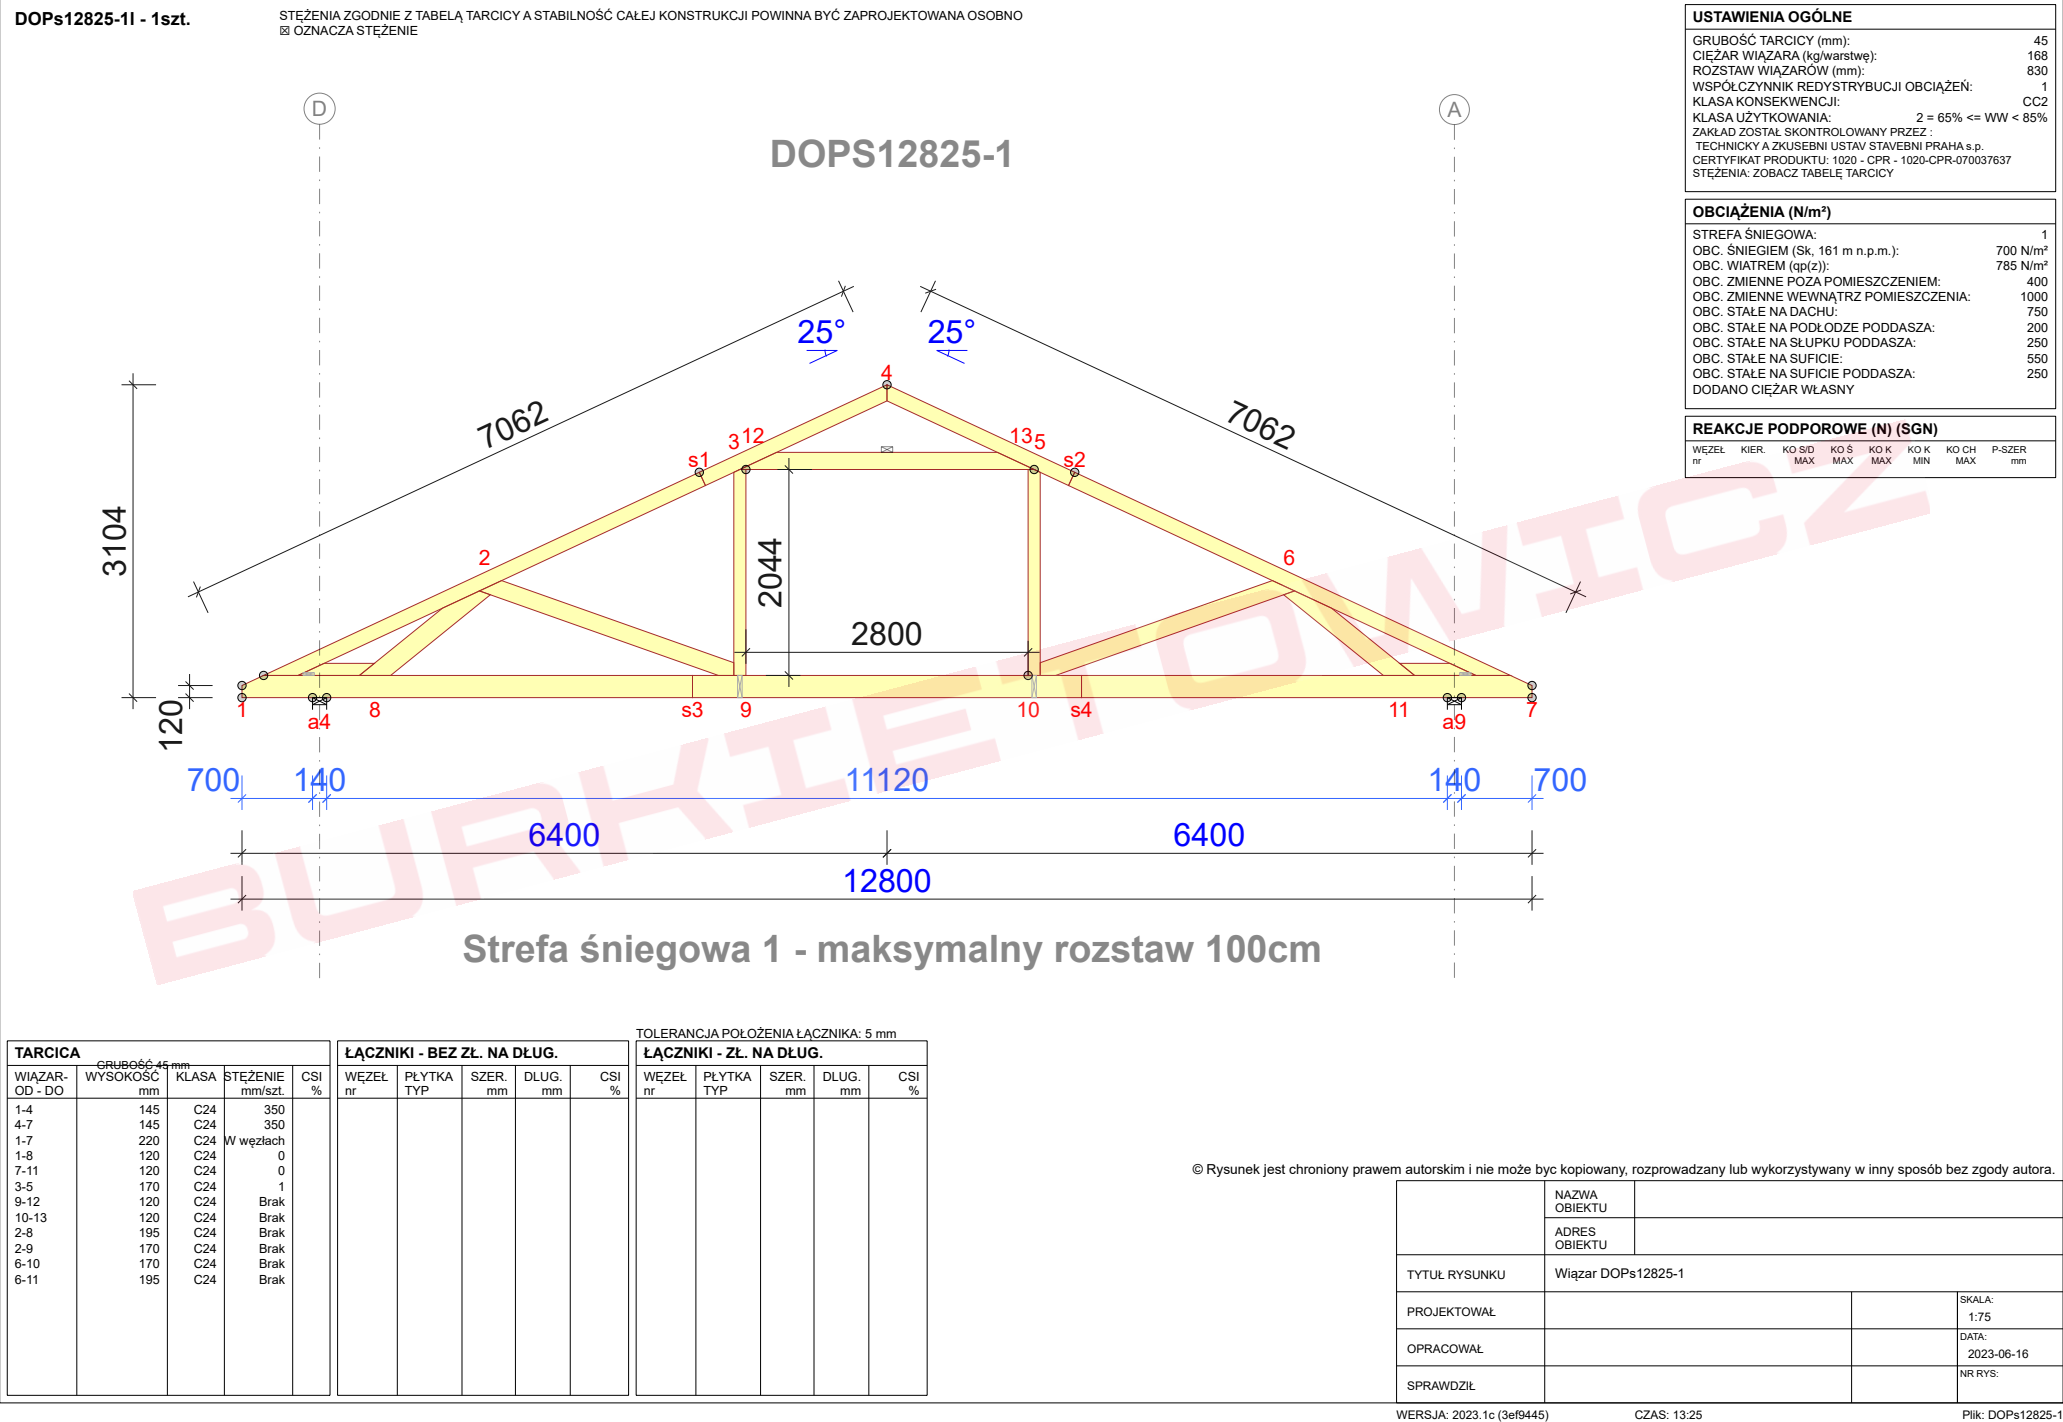 DOPs12825-1l - 1szt.
STĘŻENIA ZGODNIE Z TABELĄ TARCICY A STABILNOŚĆ CAŁEJ KONSTRUKCJI POWINNA BYĆ ZAPROJEKTOWANA OSOBNO
☒ OZNACZA STĘŻENIE
USTAWIENIA OGÓLNE
GRUBOŚĆ TARCICY (mm): 45
CIĘŻAR WIĄZARA (kg/warstwę): 168
ROZSTAW WIĄZARÓW (mm): 830
WSPÓŁCZYNNIK REDYSTRYBUCJI OBCIĄŻEŃ: 1
KLASA KONSEKWENCJI: CC2
KLASA UŻYTKOWANIA: 2 = 65% <= WW < 85%
ZAKŁAD ZOSTAŁ SKONTROLOWANY PRZEZ :
TECHNICKY A ZKUSEBNI USTAV STAVEBNI PRAHA s.p.
CERTYFIKAT PRODUKTU: 1020 - CPR - 1020-CPR-070037637
STĘŻENIA: ZOBACZ TABELĘ TARCICY
OBCIĄŻENIA (N/m²)
STREFA ŚNIEGOWA: 1
OBC. ŚNIEGIEM (Sk, 161 m n.p.m.): 700 N/m²
OBC. WIATREM (qp(z)): 785 N/m²
OBC. ZMIENNE POZA POMIESZCZENIEM: 400
OBC. ZMIENNE WEWNĄTRZ POMIESZCZENIA: 1000
OBC. STAŁE NA DACHU: 750
OBC. STAŁE NA PODŁODZE PODDASZA: 200
OBC. STAŁE NA SŁUPKU PODDASZA: 250
OBC. STAŁE NA SUFICIE: 550
OBC. STAŁE NA SUFICIE PODDASZA: 250
DODANO CIĘŻAR WŁASNY
REAKCJE PODPOROWE (N) (SGN)
WĘZEŁ KIER. KO S/D KO Ś KO K KO K KO CH P-SZER
nr MAX MAX MAX MIN MAX mm
D
A
DOPS12825-1
25° 25°
4
7062 7062
3 12 13 5
s1 s2
3104
2 6
2044
2800
120
1 a4 8 s3 9 10 s4 11 a9 7
700 140 11120 140 700
6400 6400
12800
BURKIETOWICZ
Strefa śniegowa 1 - maksymalny rozstaw 100cm
TOLERANCJA POŁOŻENIA ŁĄCZNIKA: 5 mm
TARCICA
GRUBOŚĆ 45 mm
WIĄZAR- WYSOKOŚĆ KLASA STĘŻENIE CSI
OD - DO mm mm/szt. %
1-4 145 C24 350
4-7 145 C24 350
1-7 220 C24 W węzłach
1-8 120 C24 0
7-11 120 C24 0
3-5 170 C24 1
9-12 120 C24 Brak
10-13 120 C24 Brak
2-8 195 C24 Brak
2-9 170 C24 Brak
6-10 170 C24 Brak
6-11 195 C24 Brak
ŁĄCZNIKI - BEZ ZŁ. NA DŁUG.
WĘZEŁ PŁYTKA SZER. DLUG. CSI
nr TYP mm mm %
ŁĄCZNIKI - ZŁ. NA DŁUG.
WĘZEŁ PŁYTKA SZER. DLUG. CSI
nr TYP mm mm %
© Rysunek jest chroniony prawem autorskim i nie może byc kopiowany, rozprowadzany lub wykorzystywany w inny sposób bez zgody autora.
NAZWA
OBIEKTU
ADRES
OBIEKTU
TYTUŁ RYSUNKU Wiązar DOPs12825-1
PROJEKTOWAŁ
SKALA:
1:75
OPRACOWAŁ
DATA:
2023-06-16
SPRAWDZIŁ
NR RYS:
WERSJA: 2023.1c (3ef9445) CZAS: 13:25 Plik: DOPs12825-1